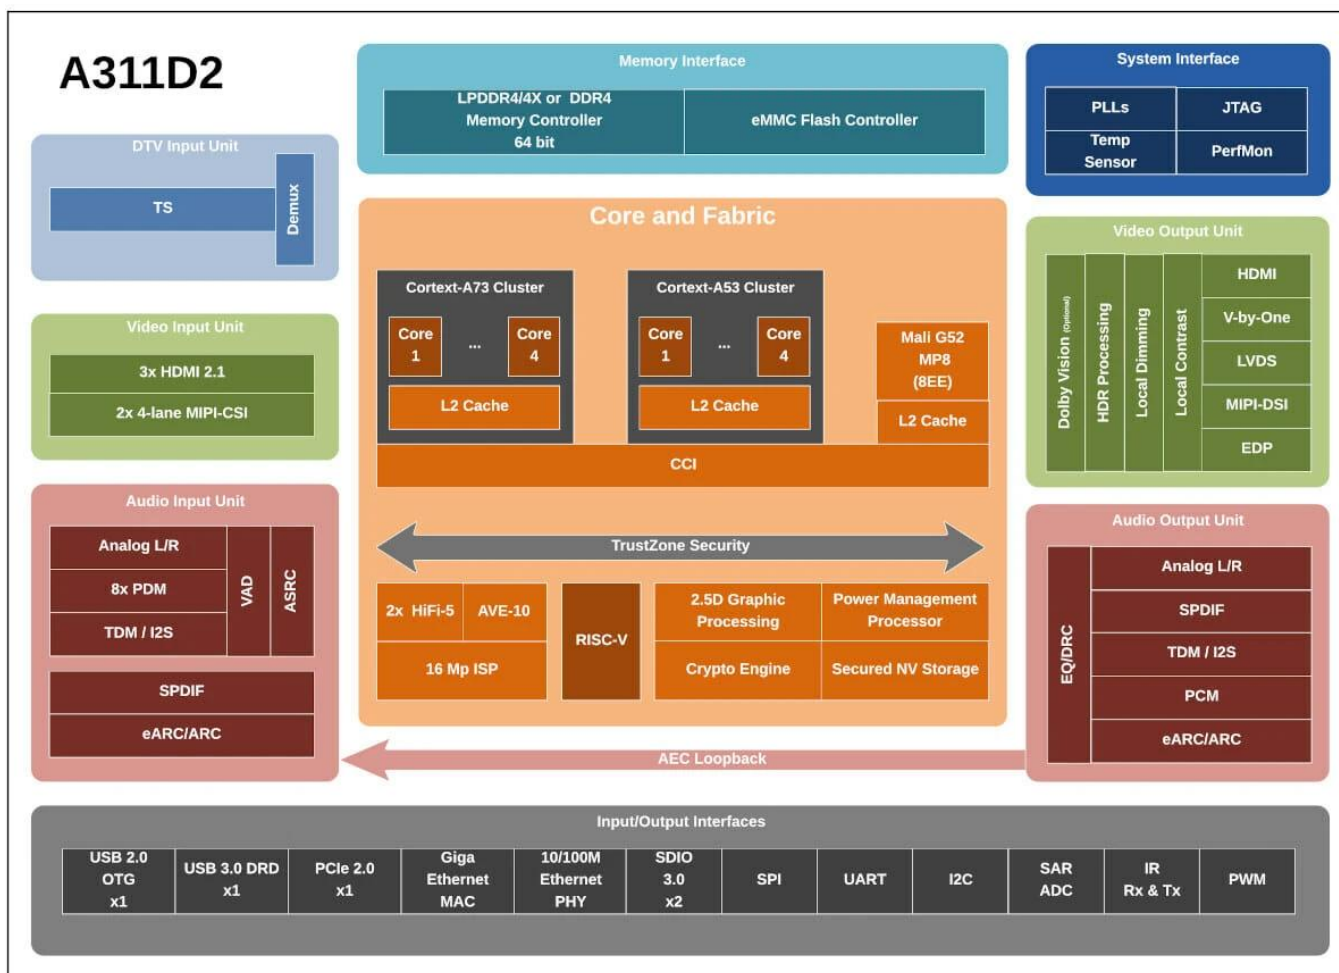 A311D2
Memory Interface
LPDDR4/4X or DDR4
Memory Controller
64 bit
eMMC Flash Controller
System Interface
PLLs
JTAG
Temp
Sensor
PerfMon
DTV Input Unit
TS
Demux
Video Input Unit
3x HDMI 2.1
2x 4-lane MIPI-CSI
Audio Input Unit
Analog L/R
8x PDM
TDM / I2S
VAD
ASRC
SPDIF
eARC/ARC
Core and Fabric
Cortext-A73 Cluster
Core
1
...
Core
4
L2 Cache
Cortext-A53 Cluster
Core
1
...
Core
4
L2 Cache
Mali G52
MP8
(8EE)
L2 Cache
CCI
TrustZone Security
2x HiFi-5
AVE-10
16 Mp ISP
RISC-V
2.5D Graphic
Processing
Power Management
Processor
Crypto Engine
Secured NV Storage
Video Output Unit
Dolby Vision (Optional)
HDR Processing
Local Dimming
Local Contrast
HDMI
V-by-One
LVDS
MIPI-DSI
EDP
Audio Output Unit
EQ/DRC
Analog L/R
SPDIF
TDM / I2S
PCM
eARC/ARC
AEC Loopback
Input/Output Interfaces
USB 2.0
OTG
x1
USB 3.0 DRD
x1
PCIe 2.0
x1
Giga
Ethernet
MAC
10/100M
Ethernet
PHY
SDIO
3.0
x2
SPI
UART
I2C
SAR
ADC
IR
Rx & Tx
PWM